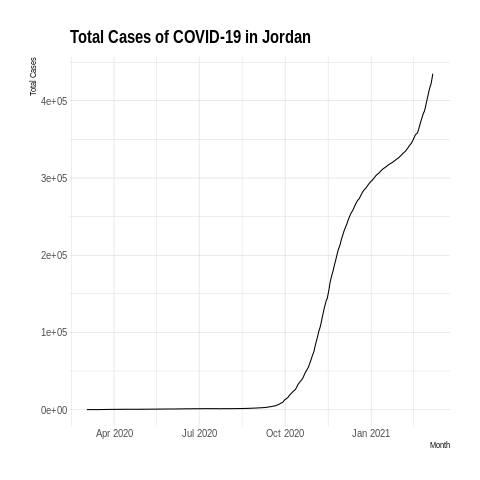 Total Cases of COVID-19 in Jordan
Total Cases
4e+05
3e+05
2e+05
1e+05
0e+00
Apr 2020 Jul 2020 Oct 2020 Jan 2021
Month